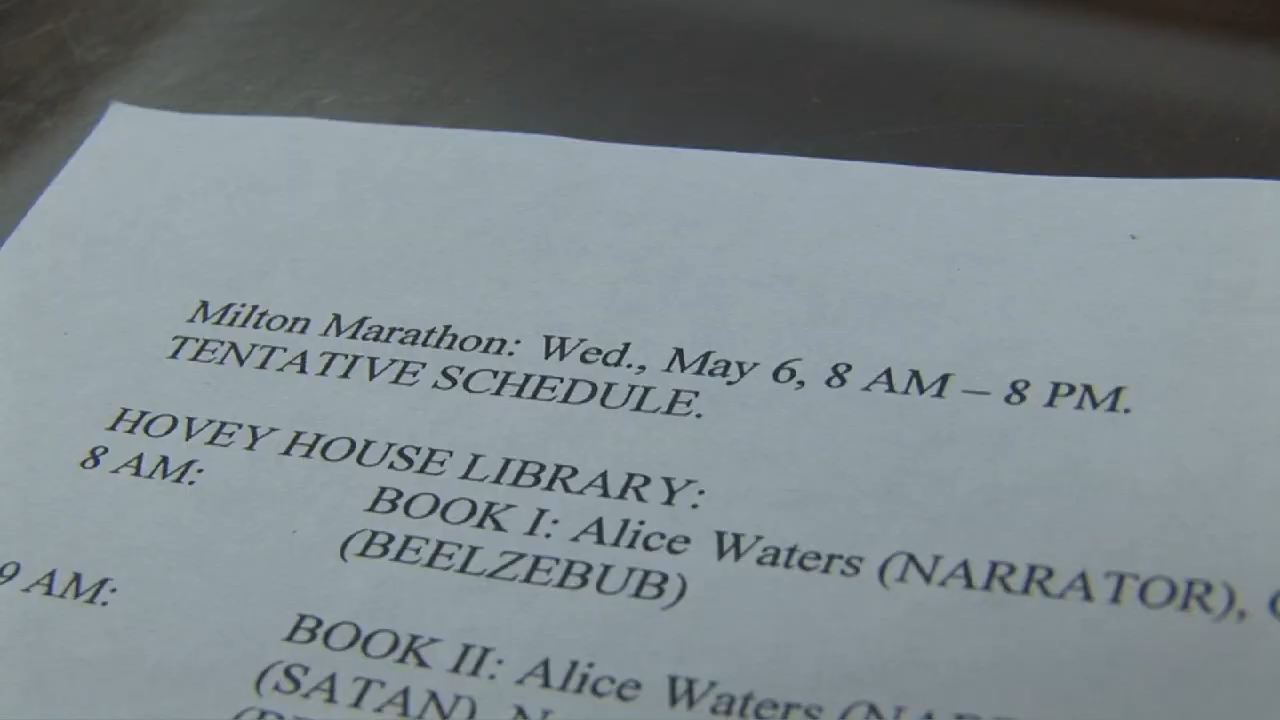 Milton Marathon: Wed., May 6, 8 AM – 8 PM.
TENTATIVE SCHEDULE.
HOVEY HOUSE LIBRARY:
8 AM:
BOOK I: Alice Waters (NARRATOR),
(BEELZEBUB)
9 AM:
BOOK II: Alice Waters
(SATAN),